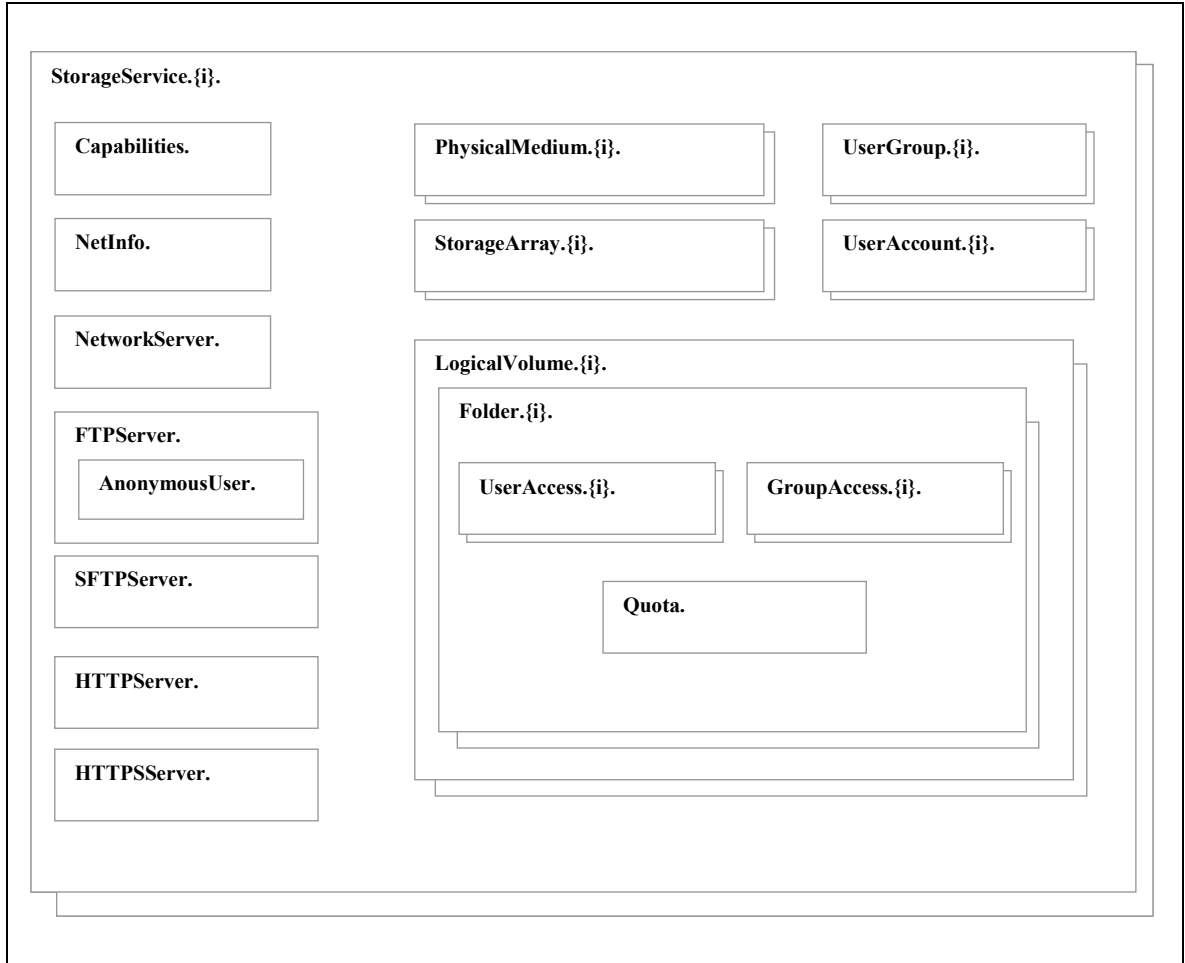 StorageService.{i}.
Capabilities.
NetInfo.
NetworkServer.
FTPServer.
AnonymousUser.
SFTPServer.
HTTPServer.
HTTPSServer.
PhysicalMedium.{i}.
StorageArray.{i}.
UserGroup.{i}.
UserAccount.{i}.
LogicalVolume.{i}.
Folder.{i}.
UserAccess.{i}.
GroupAccess.{i}.
Quota.